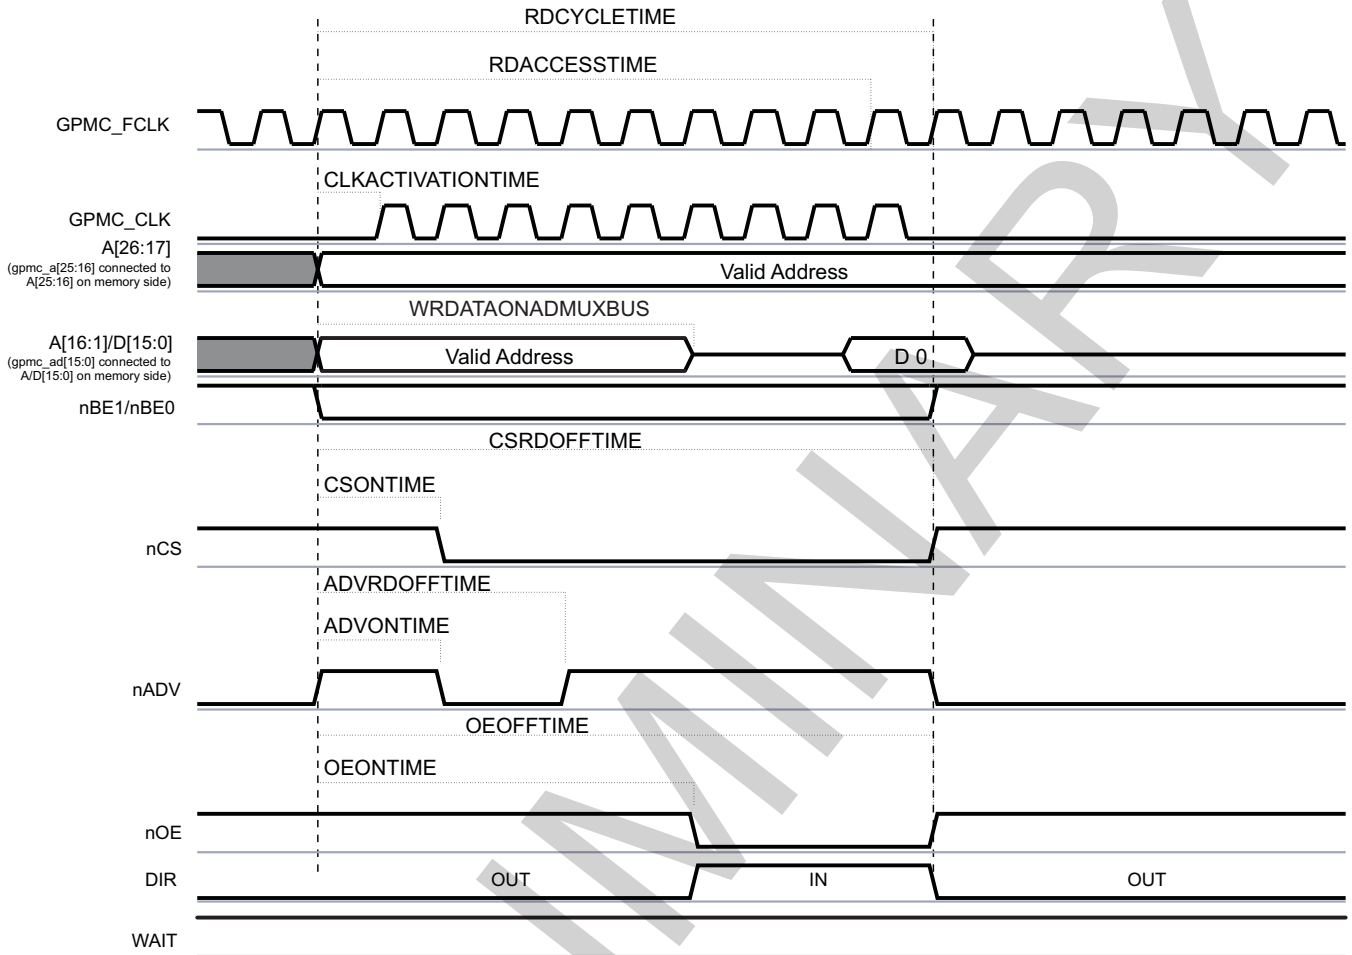 RDCYCLETIME
RDACCESSTIME
GPMC_FCLK
CLKACTIVATIONTIME
GPMC_CLK
A[26:17]
(gpmc_a[25:16] connected to
A[25:16] on memory side)
Valid Address
WRDATAONADMUXBUS
A[16:1]/D[15:0]
(gpmc_ad[15:0] connected to
A/D[15:0] on memory side)
Valid Address
D 0
nBE1/nBE0
CSRDOFFTIME
CSONTIME
nCS
ADVRDOFFTIME
ADVONTIME
nADV
OEOFFTIME
OEONTIME
nOE
DIR
OUT
IN
OUT
WAIT
IMINARY